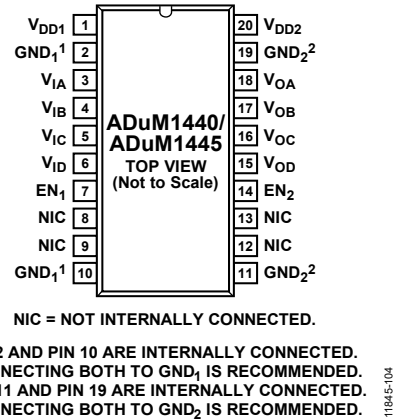 VDD1 1 20 VDD2
GND1¹ 2 19 GND2²
VIA 3 18 VOA
VIB 4 17 VOB
VIC 5 16 VOC
VID 6 15 VOD
EN1 7 14 EN2
NIC 8 13 NIC
NIC 9 12 NIC
GND1¹ 10 11 GND2²
ADuM1440/
ADuM1445
TOP VIEW
(Not to Scale)
NIC = NOT INTERNALLY CONNECTED.
2 AND PIN 10 ARE INTERNALLY CONNECTED.
NNECTING BOTH TO GND1 IS RECOMMENDED.
11 AND PIN 19 ARE INTERNALLY CONNECTED.
NNECTING BOTH TO GND2 IS RECOMMENDED.
11845-104